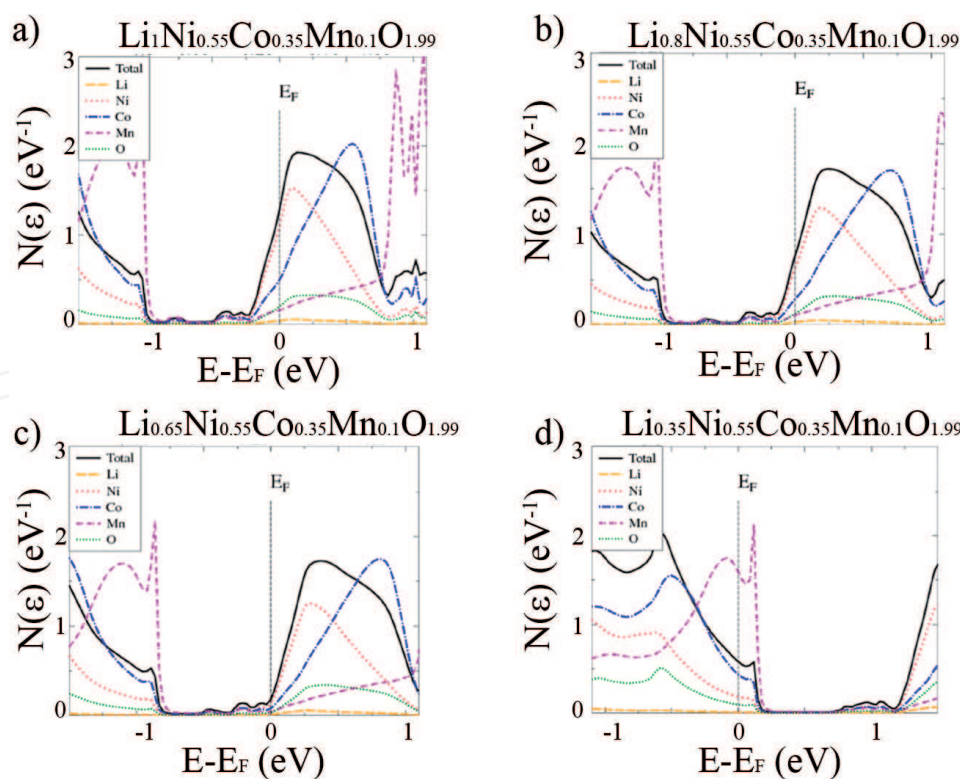 a)
Li1Ni0.55Co0.35Mn0.1O1.99
3
2
1
0
N(ε) (eV-1)
Total
Li
Ni
Co
Mn
O
EF
-1
0
1
E-EF (eV)
b)
Li0.8Ni0.55Co0.35Mn0.1O1.99
3
2
1
0
N(ε) (eV-1)
Total
Li
Ni
Co
Mn
O
EF
-1
0
1
E-EF (eV)
c)
Li0.65Ni0.55Co0.35Mn0.1O1.99
3
2
1
0
N(ε) (eV-1)
Total
Li
Ni
Co
Mn
O
EF
-1
0
1
E-EF (eV)
d)
Li0.35Ni0.55Co0.35Mn0.1O1.99
3
2
1
0
N(ε) (eV-1)
Total
Li
Ni
Co
Mn
O
EF
-1
0
1
E-EF (eV)